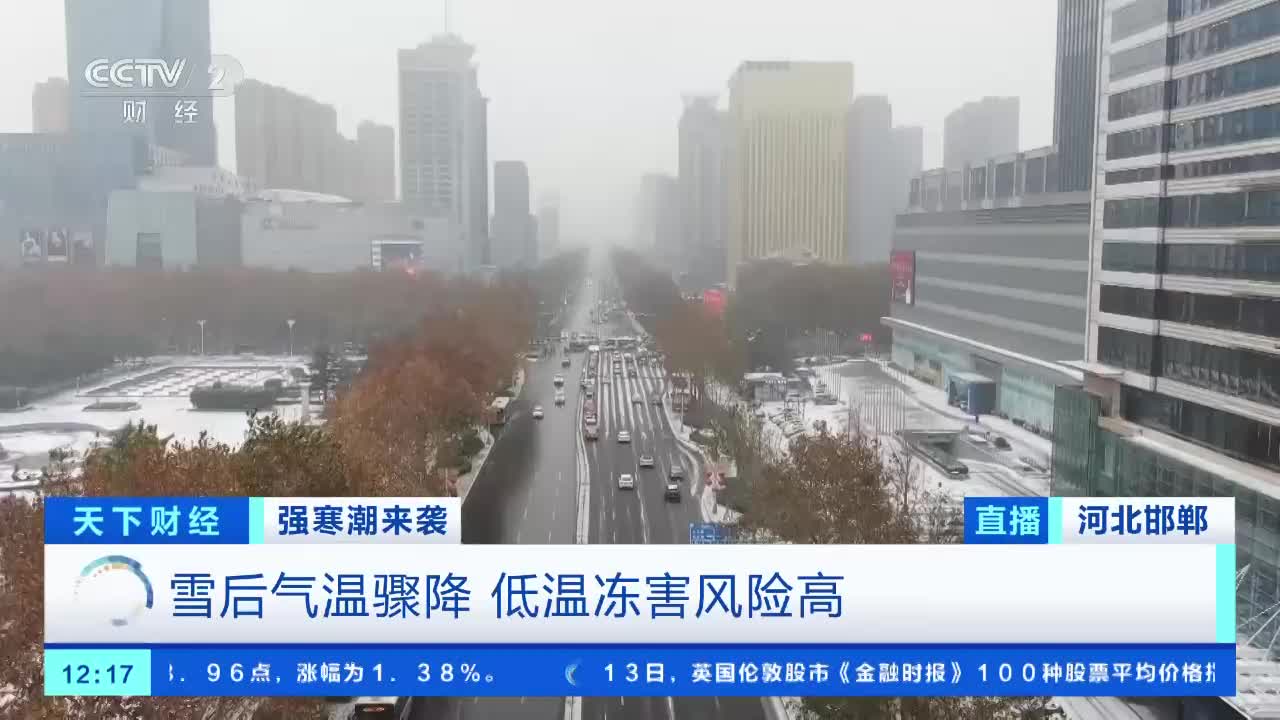 CCTV 2
财 经
天下财经
强寒潮来袭
直播
河北邯郸
雪后气温骤降 低温冻害风险高
12:17
. 96点，涨幅为1. 38%。 13日，英国伦敦股市《金融时报》100种股票平均价格